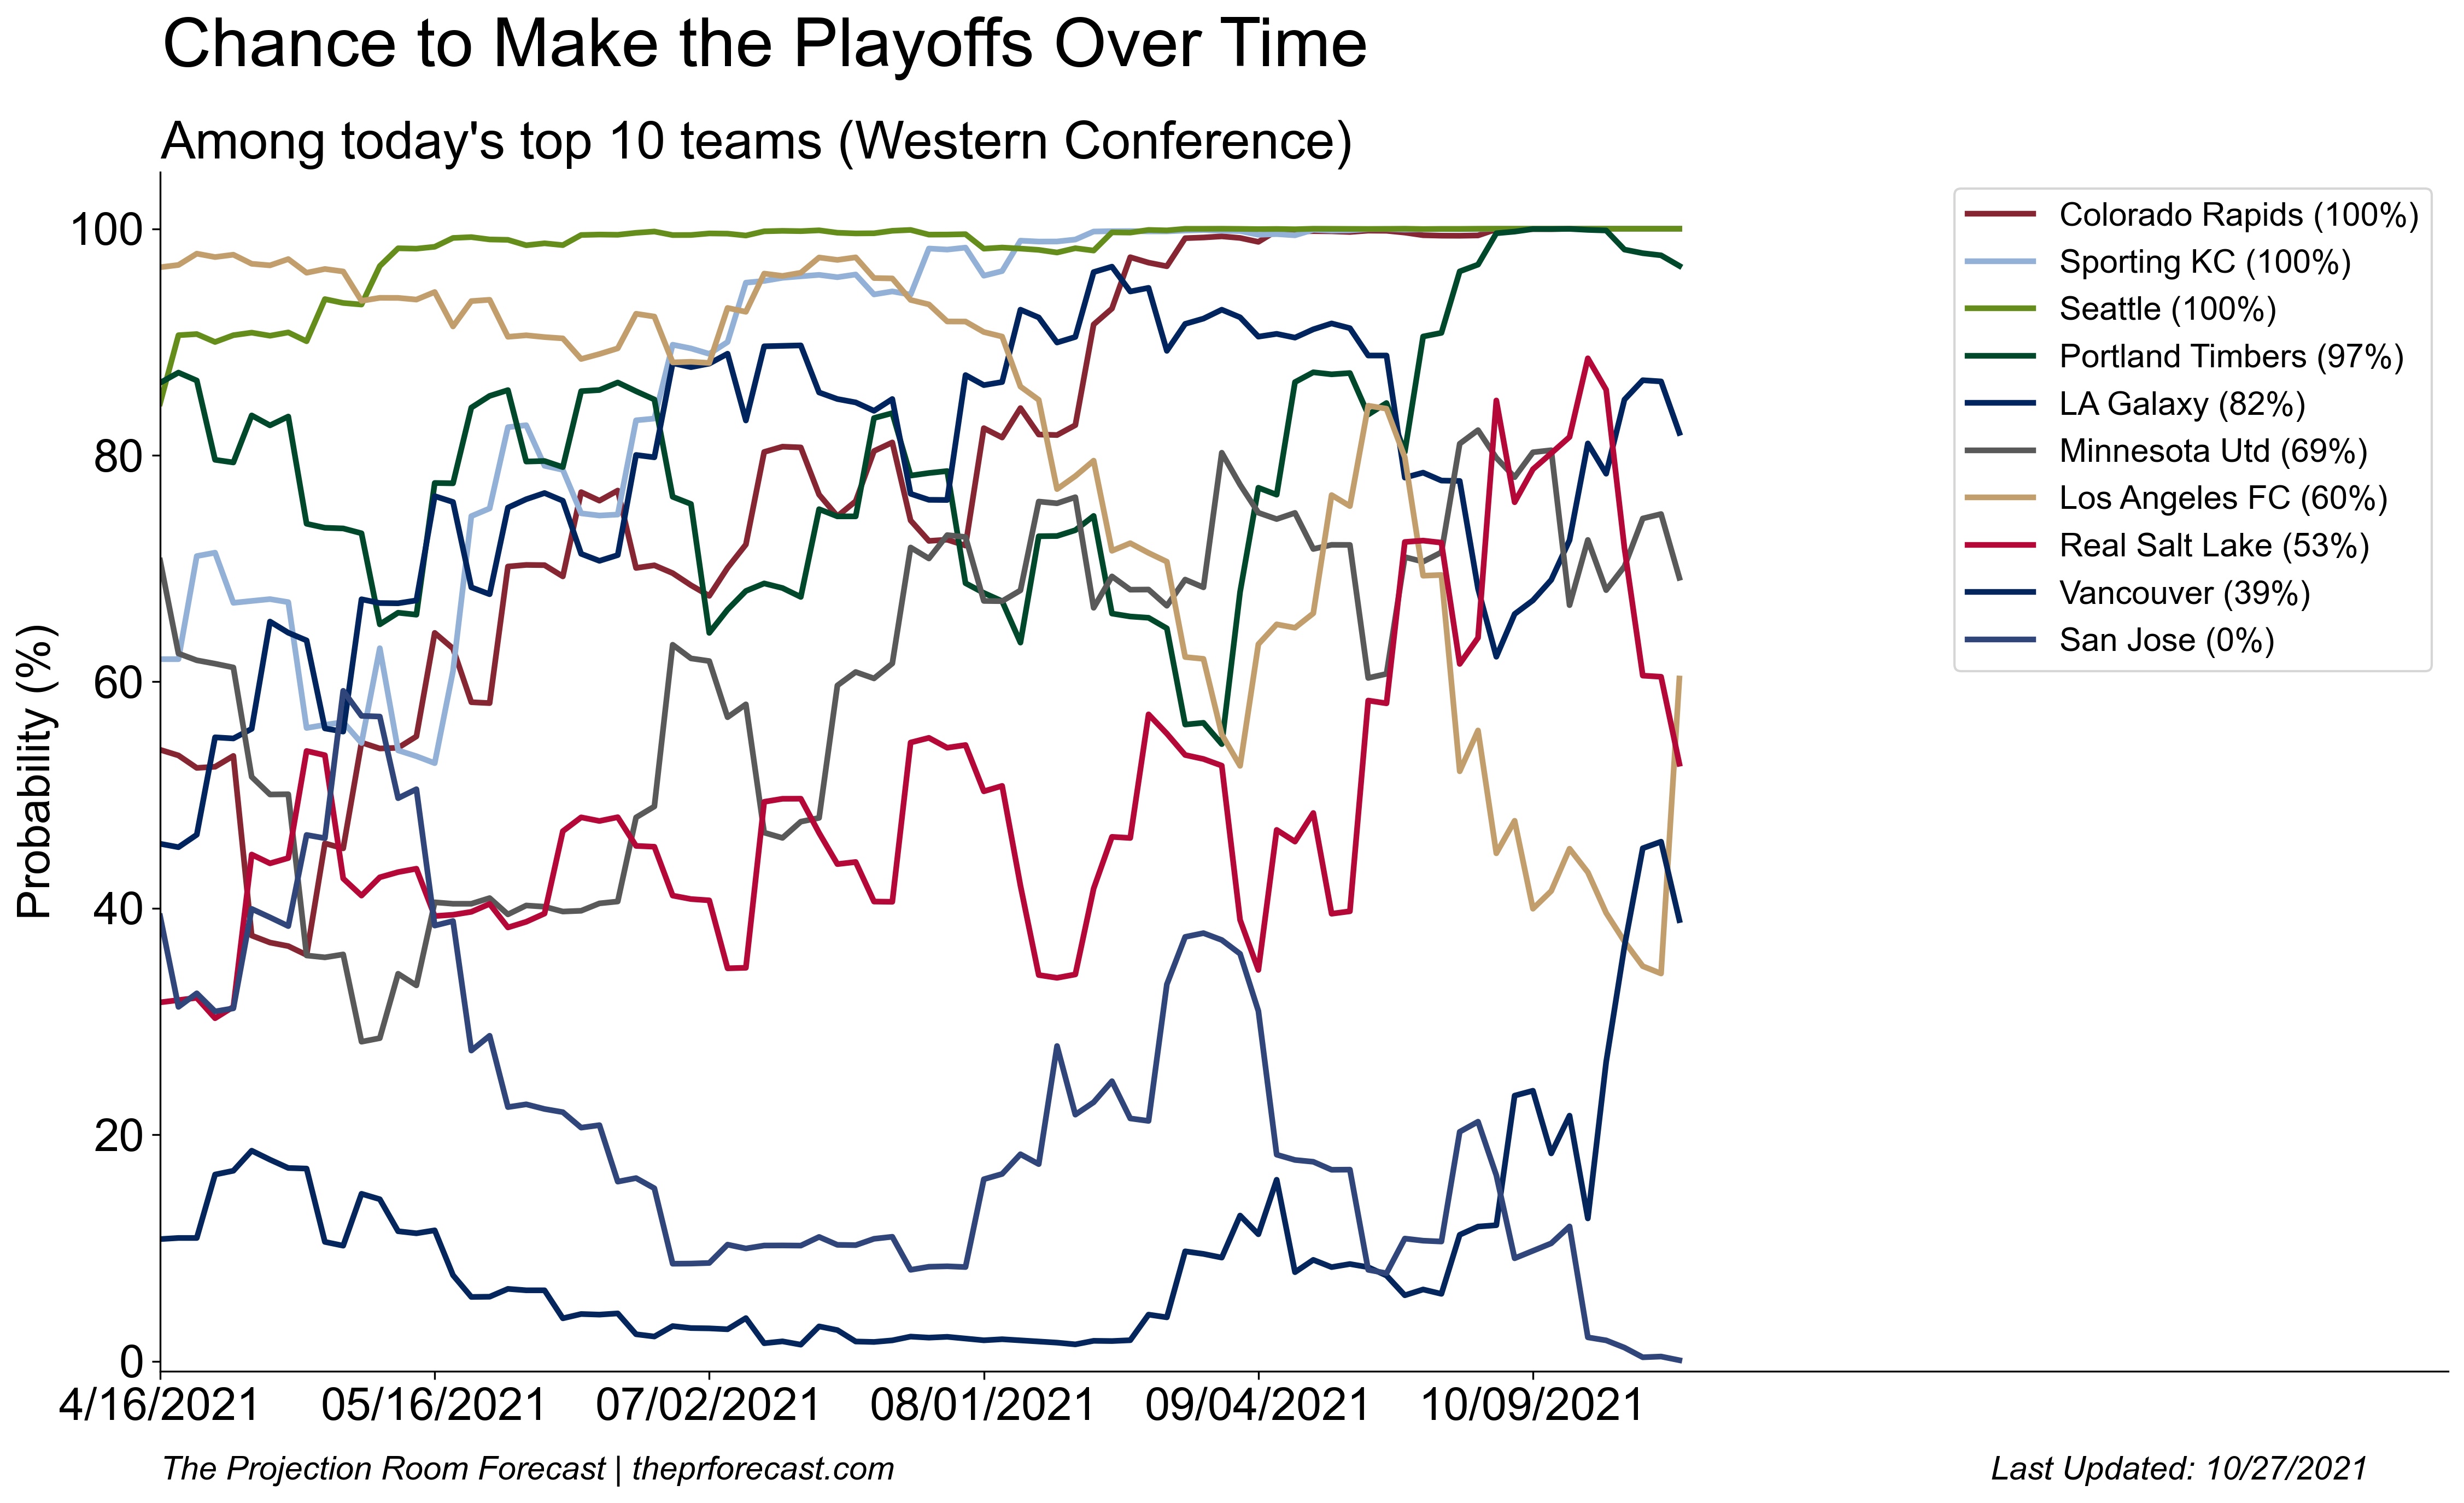 Chance to Make the Playoffs Over Time
Among today's top 10 teams (Western Conference)
Probability (%)
100
80
60
40
20
0
4/16/2021
05/16/2021
07/02/2021
08/01/2021
09/04/2021
10/09/2021
Colorado Rapids (100%)
Sporting KC (100%)
Seattle (100%)
Portland Timbers (97%)
LA Galaxy (82%)
Minnesota Utd (69%)
Los Angeles FC (60%)
Real Salt Lake (53%)
Vancouver (39%)
San Jose (0%)
The Projection Room Forecast | theprforecast.com
Last Updated: 10/27/2021